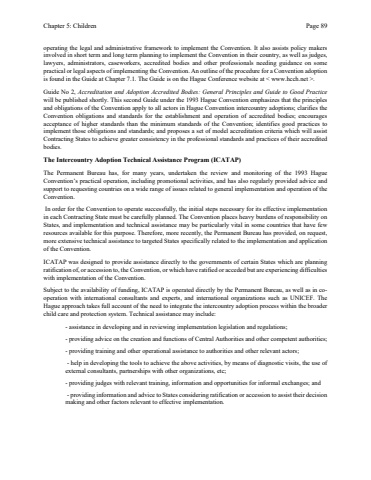 Chapter 5: Children Page 89
operating the legal and administrative framework to implement the Convention. It also assists policy makers
involved in short term and long term planning to implement the Convention in their country, as well as judges,
lawyers, administrators, caseworkers, accredited bodies and other professionals needing guidance on some
practical or legal aspects of implementing the Convention. An outline of the procedure for a Convention adoption
is found in the Guide at Chapter 7.1. The Guide is on the Hague Conference website at < www.hcch.net >.
Guide No 2, Accreditation and Adoption Accredited Bodies: General Principles and Guide to Good Practice
will be published shortly. This second Guide under the 1993 Hague Convention emphasizes that the principles
and obligations of the Convention apply to all actors in Hague Convention intercountry adoptions; clarifies the
Convention obligations and standards for the establishment and operation of accredited bodies; encourages
acceptance of higher standards than the minimum standards of the Convention; identifies good practices to
implement those obligations and standards; and proposes a set of model accreditation criteria which will assist
Contracting States to achieve greater consistency in the professional standards and practices of their accredited
bodies.
The Intercountry Adoption Technical Assistance Program (ICATAP)
The Permanent Bureau has, for many years, undertaken the review and monitoring of the 1993 Hague
Convention's practical operation, including promotional activities, and has also regularly provided advice and
support to requesting countries on a wide range of issues related to general implementation and operation of the
Convention.
In order for the Convention to operate successfully, the initial steps necessary for its effective implementation
in each Contracting State must be carefully planned. The Convention places heavy burdens of responsibility on
States, and implementation and technical assistance may be particularly vital in some countries that have few
resources available for this purpose. Therefore, more recently, the Permanent Bureau has provided, on request,
more extensive technical assistance to targeted States specifically related to the implementation and application
of the Convention.
ICATAP was designed to provide assistance directly to the governments of certain States which are planning
ratification of, or accession to, the Convention, or which have ratified or acceded but are experiencing difficulties
with implementation of the Convention.
Subject to the availability of funding, ICATAP is operated directly by the Permanent Bureau, as well as in co-
operation with international consultants and experts, and international organizations such as UNICEF. The
Hague approach takes full account of the need to integrate the intercountry adoption process within the broader
child care and protection system. Technical assistance may include:
- assistance in developing and in reviewing implementation legislation and regulations;
- providing advice on the creation and functions of Central Authorities and other competent authorities;
- providing training and other operational assistance to authorities and other relevant actors;
- help in developing the tools to achieve the above activities, by means of diagnostic visits, the use of
external consultants, partnerships with other organizations, etc;
- providing judges with relevant training, information and opportunities for informal exchanges; and
- providing information and advice to States considering ratification or accession to assist their decision
making and other factors relevant to effective implementation.